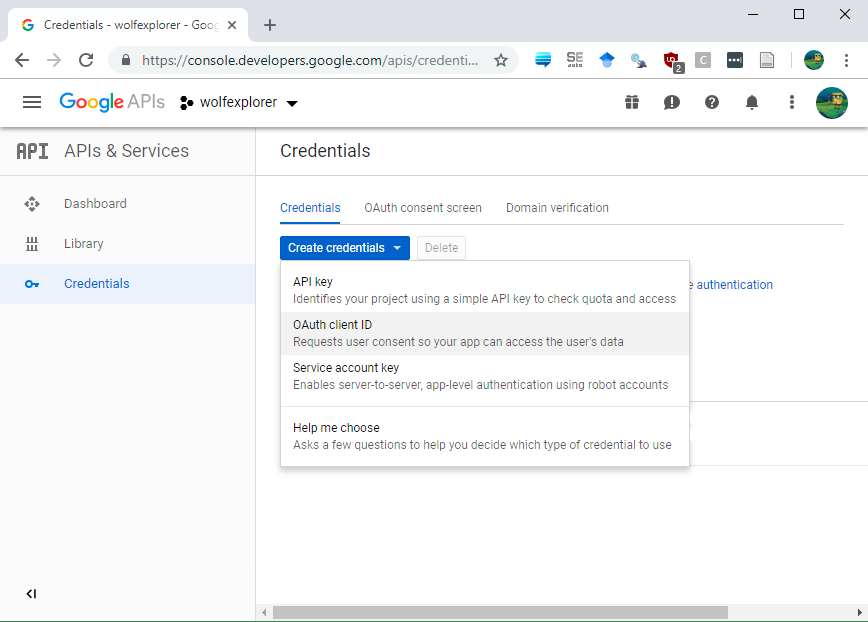 Credentials - wolfexplorer - Goog
https://console.developers.google.com/apis/credenti...
SE
auto
2
C
Google APIs
wolfexplorer
API
APIs & Services
Credentials
Dashboard
Library
Credentials
Credentials
OAuth consent screen
Domain verification
Create credentials
Delete
authentication
API key
Identifies your project using a simple API key to check quota and access
OAuth client ID
Requests user consent so your app can access the user's data
Service account key
Enables server-to-server, app-level authentication using robot accounts
Help me choose
Asks a few questions to help you decide which type of credential to use